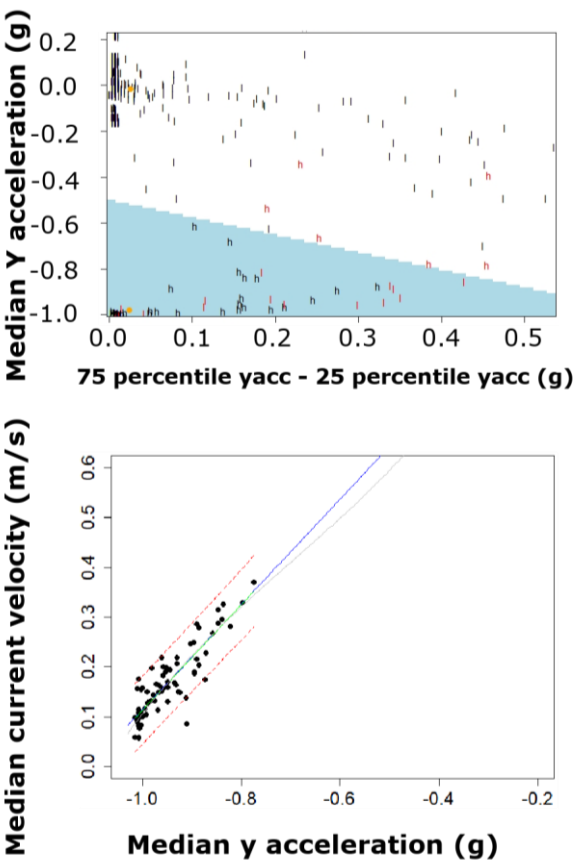 Median Y acceleration (g)
0.2
0.0
-0.2
-0.4
-0.6
-0.8
-1.0
0.0 0.1 0.2 0.3 0.4 0.5
75 percentile yacc - 25 percentile yacc (g)
Median current velocity (m/s)
0.6
0.5
0.4
0.3
0.2
0.1
0.0
-1.0 -0.8 -0.6 -0.4 -0.2
Median y acceleration (g)